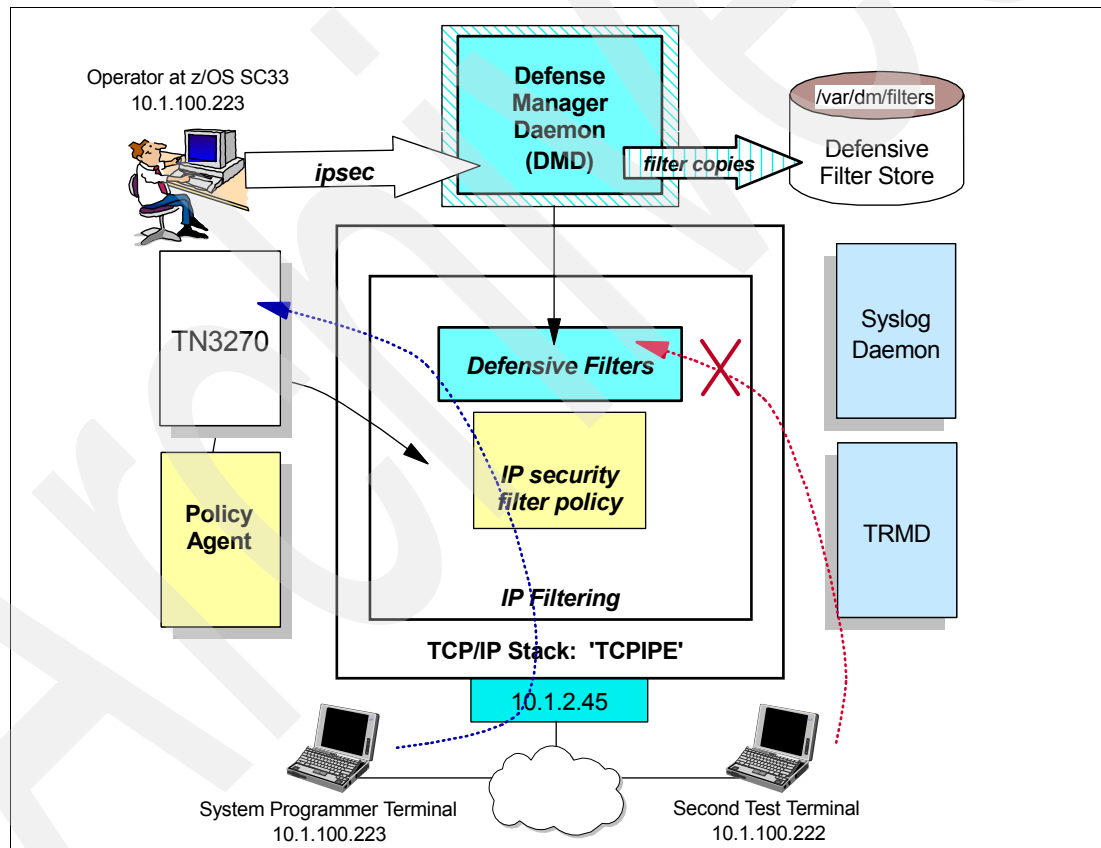 Operator at z/OS SC33
10.1.100.223
Defense
Manager
Daemon
(DMD)
/var/dm/filters
Defensive
Filter Store
ipsec
filter copies
TN3270
Defensive Filters
Syslog
Daemon
IP security
filter policy
Policy
Agent
TRMD
IP Filtering
TCP/IP Stack: 'TCPIPE'
10.1.2.45
System Programmer Terminal
10.1.100.223
Second Test Terminal
10.1.100.222